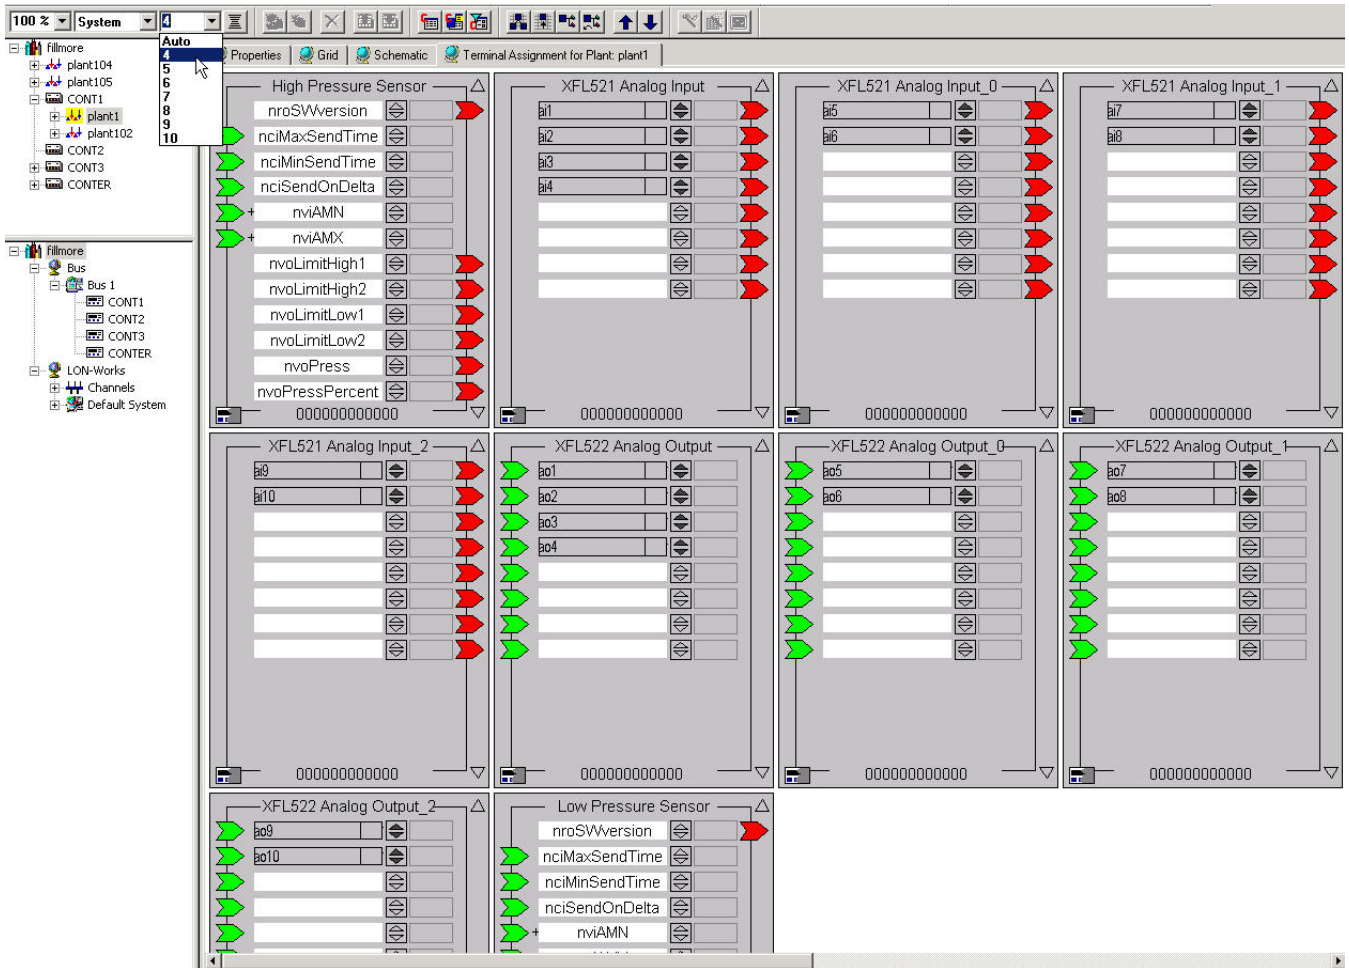 100 %
System
4
Auto
4
5
6
7
8
9
10
fillmore
plant104
plant105
CONT1
plant1
plant102
CONT2
CONT3
CONTER
fillmore
Bus
Bus 1
CONT1
CONT2
CONT3
CONTER
LON-Works
Channels
Default System
Properties
Grid
Schematic
Terminal Assignment for Plant: plant1
High Pressure Sensor
nroSWversion
nciMaxSendTime
nciMinSendTime
nciSendOnDelta
+ nviAMN
+ nviAMX
nvoLimitHigh1
nvoLimitHigh2
nvoLimitLow1
nvoLimitLow2
nvoPress
nvoPressPercent
000000000000
XFL521 Analog Input
ai1
ai2
ai3
ai4
000000000000
XFL521 Analog Input_0
ai5
ai6
000000000000
XFL521 Analog Input_1
ai7
ai8
000000000000
XFL521 Analog Input_2
ai9
ai10
000000000000
XFL522 Analog Output
ao1
ao2
ao3
ao4
000000000000
XFL522 Analog Output_0
ao5
ao6
000000000000
XFL522 Analog Output_1
ao7
ao8
000000000000
XFL522 Analog Output_2
ao9
ao10
Low Pressure Sensor
nroSWversion
nciMaxSendTime
nciMinSendTime
nciSendOnDelta
+ nviAMN